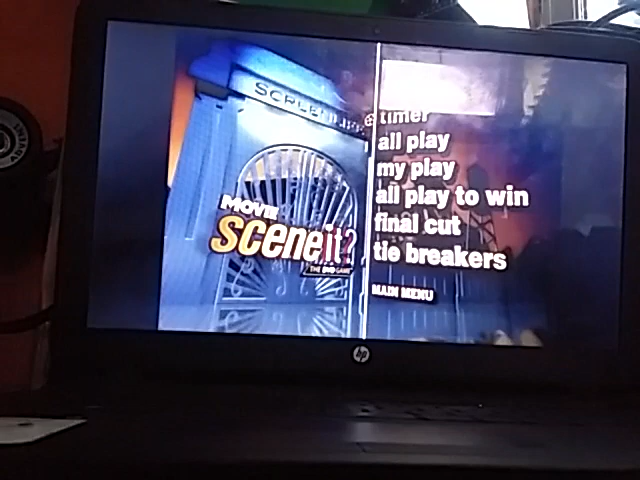 SCREENLIFE
timer
all play
my play
all play to win
final cut
tie breakers
MAIN MENU
MOVIE
Scene it?
THE DVD GAME
hp